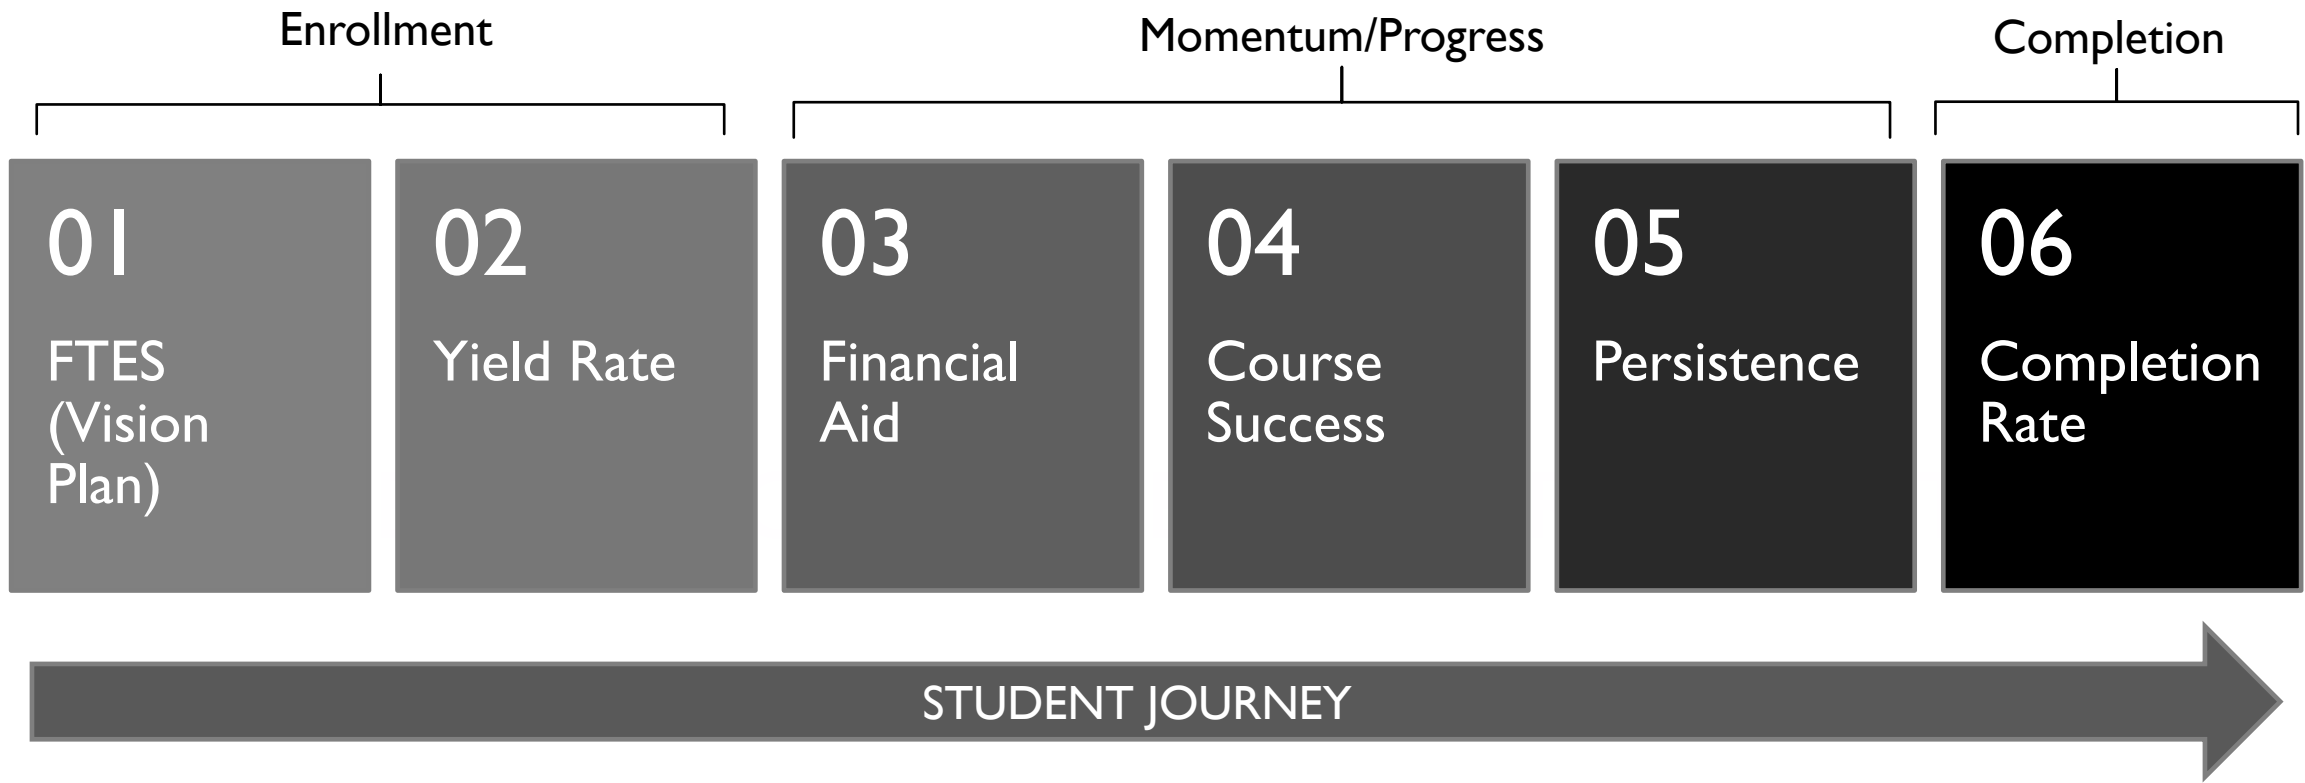 Enrollment
Momentum/Progress
Completion
01
FTES
(Vision
Plan)
02
Yield Rate
03
Financial
Aid
04
Course
Success
05
Persistence
06
Completion
Rate
STUDENT JOURNEY